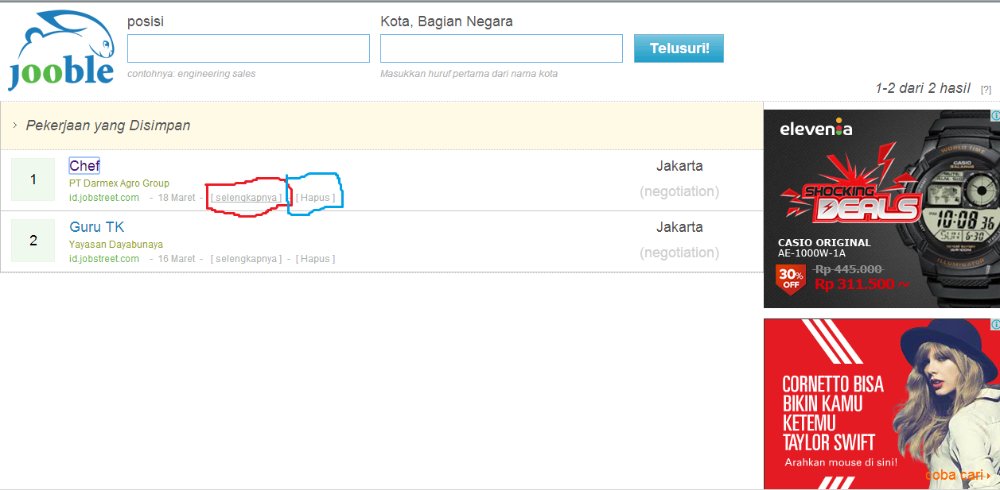 jooble
posisi
Kota, Bagian Negara
Telusuri!
contohnya: engineering sales
Masukkan huruf pertama dari nama kota
1-2 dari 2 hasil [?]
› Pekerjaan yang Disimpan
1
Chef
Jakarta
PT Darmex Agro Group
id.jobstreet.com - 18 Maret - [ selengkapnya ] [ Hapus ]
(negotiation)
2
Guru TK
Jakarta
Yayasan Dayabunaya
id.jobstreet.com - 16 Maret - [ selengkapnya ] - [ Hapus ]
(negotiation)
elevenia
SHOCKING
DEALS
CASIO ORIGINAL
AE-1000W-1A
30% OFF
Rp 445.000
Rp 311.500 ~
WORLD TIME
CASIO
ILLUMINATOR
10:08 36
CORNETTO BISA
BIKIN KAMU
KETEMU
TAYLOR SWIFT
Arahkan mouse di sini!
coba cari